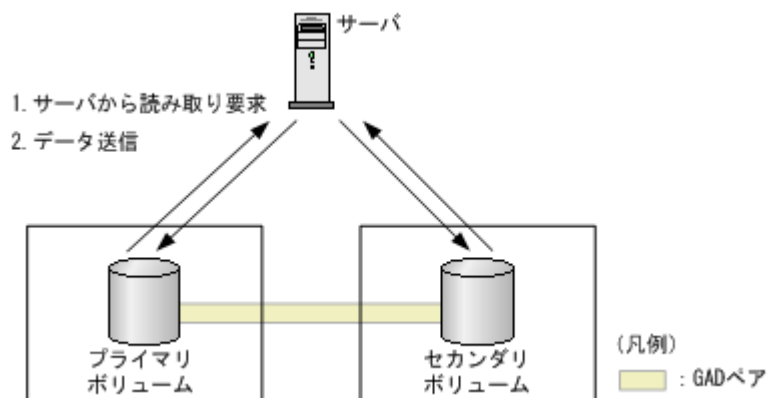 サーバ
1. サーバから読み取り要求
2. データ送信
プライマリ
ボリューム
セカンダリ
ボリューム
(凡例)
: GADペア